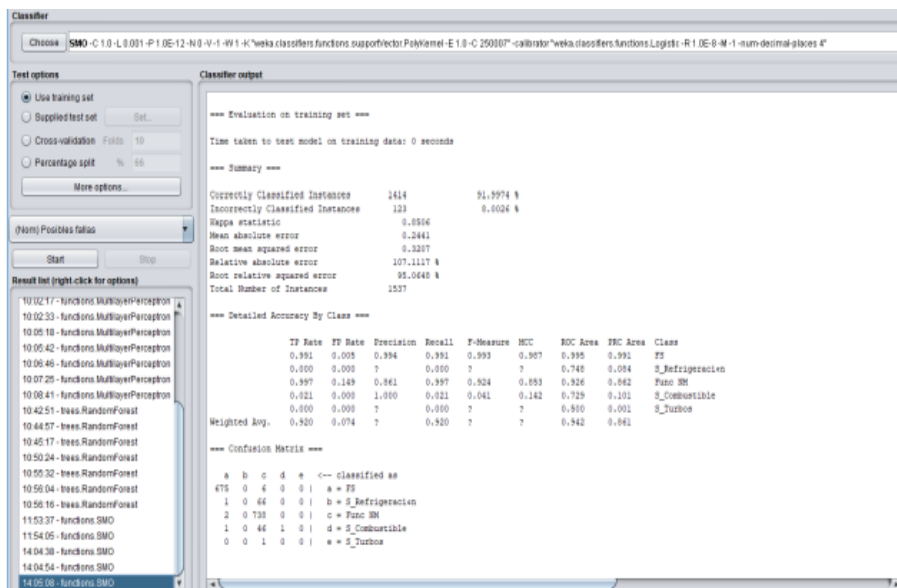 Classifier
Choose SMO -C 1.0 -L 0.001 -P 1.0E-12 -N 0 -V -1 -W 1 -K "weka.classifiers.functions.supportVector.PolyKernel -E 1.0 -C 250007" -calibrator "weka.classifiers.functions.Logistic -R 1.0E-8 -M -1 -num-decimal-places 4"
Test options
Use training set
Supplied test set Set...
Cross-validation Folds 10
Percentage split % 66
More options...
(Nom) Posibles fallas
Start Stop
Result list (right-click for options)
10:02:17 - functions.MultilayerPerceptron
10:02:33 - functions.MultilayerPerceptron
10:05:18 - functions.MultilayerPerceptron
10:05:42 - functions.MultilayerPerceptron
10:06:46 - functions.MultilayerPerceptron
10:07:25 - functions.MultilayerPerceptron
10:08:41 - functions.MultilayerPerceptron
10:42:51 - trees.RandomForest
10:44:57 - trees.RandomForest
10:46:17 - trees.RandomForest
10:50:24 - trees.RandomForest
10:55:32 - trees.RandomForest
10:56:04 - trees.RandomForest
10:56:16 - trees.RandomForest
11:53:37 - functions.SMO
11:54:05 - functions.SMO
14:04:38 - functions.SMO
14:04:54 - functions.SMO
14:05:08 - functions.SMO
Classifier output
=== Evaluation on training set ===
Time taken to test model on training data: 0 seconds
=== Summary ===
Correctly Classified Instances 1414 91.9974 %
Incorrectly Classified Instances 123 8.0026 %
Kappa statistic 0.8506
Mean absolute error 0.2441
Root mean squared error 0.3207
Relative absolute error 107.1117 %
Root relative squared error 95.0648 %
Total Number of Instances 1537
=== Detailed Accuracy By Class ===
TP Rate FP Rate Precision Recall F-Measure MCC ROC Area PRC Area Class
0.991 0.005 0.994 0.991 0.993 0.987 0.995 0.991 FS
0.000 0.000 ? 0.000 ? ? 0.748 0.084 S_Refrigeracion
0.997 0.149 0.861 0.997 0.924 0.853 0.926 0.862 Func NM
0.021 0.000 1.000 0.021 0.041 0.142 0.729 0.101 S_Combustible
0.000 0.000 ? 0.000 ? ? 0.500 0.001 S_Turbos
Weighted Avg. 0.920 0.074 ? 0.920 ? ? 0.942 0.861
=== Confusion Matrix ===
a b c d e <-- classified as
675 0 6 0 0 | a = FS
1 0 66 0 0 | b = S_Refrigeracion
2 0 738 0 0 | c = Func NM
1 0 46 1 0 | d = S_Combustible
0 0 1 0 0 | e = S_Turbos